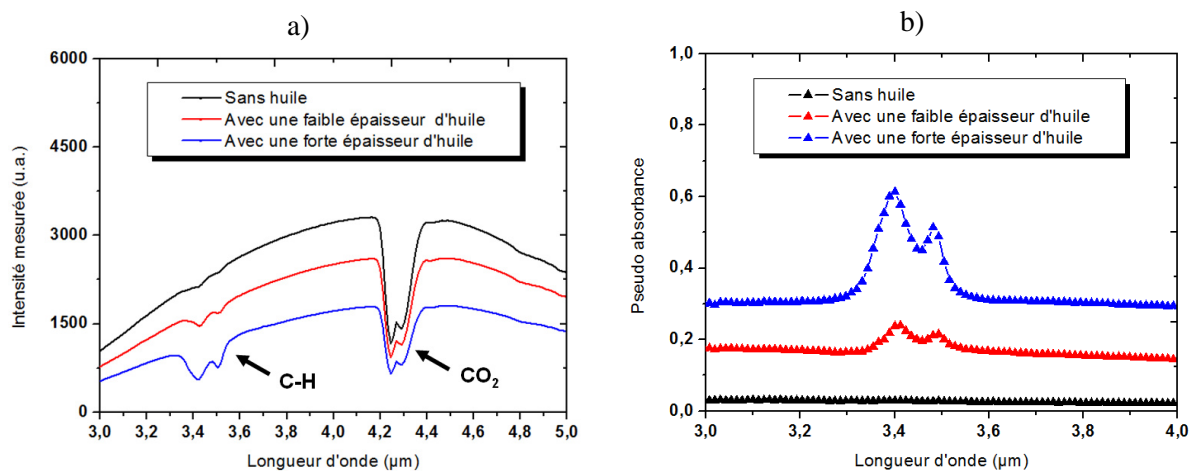 a)
6000
4500
3000
1500
0
Intensité mesurée (u.a.)
Sans huile
Avec une faible épaisseur d'huile
Avec une forte épaisseur d'huile
C-H
CO₂
3,0 3,2 3,4 3,6 3,8 4,0 4,2 4,4 4,6 4,8 5,0
Longueur d'onde (µm)
b)
1,0
0,8
0,6
0,4
0,2
0,0
Pseudo absorbance
Sans huile
Avec une faible épaisseur d'huile
Avec une forte épaisseur d'huile
3,0 3,2 3,4 3,6 3,8 4,0
Longueur d'onde (µm)